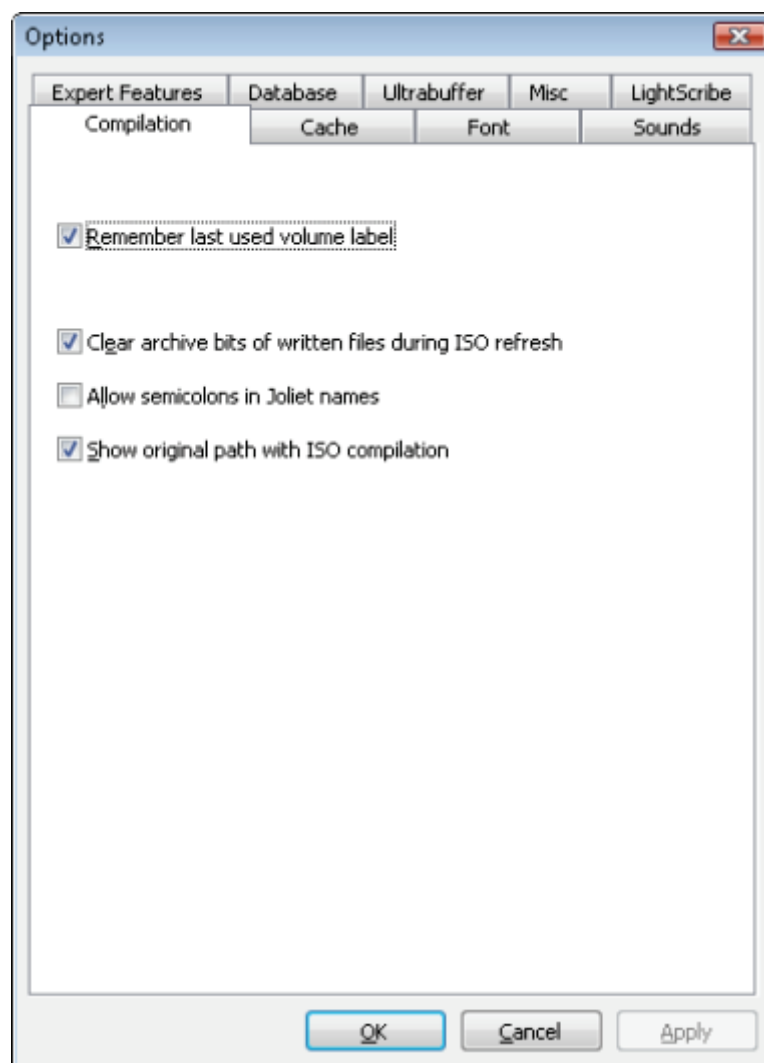 Options
Expert Features Database Ultrabuffer Misc LightScribe
Compilation Cache Font Sounds
Remember last used volume label
Clear archive bits of written files during ISO refresh
Allow semicolons in Joliet names
Show original path with ISO compilation
OK Cancel Apply